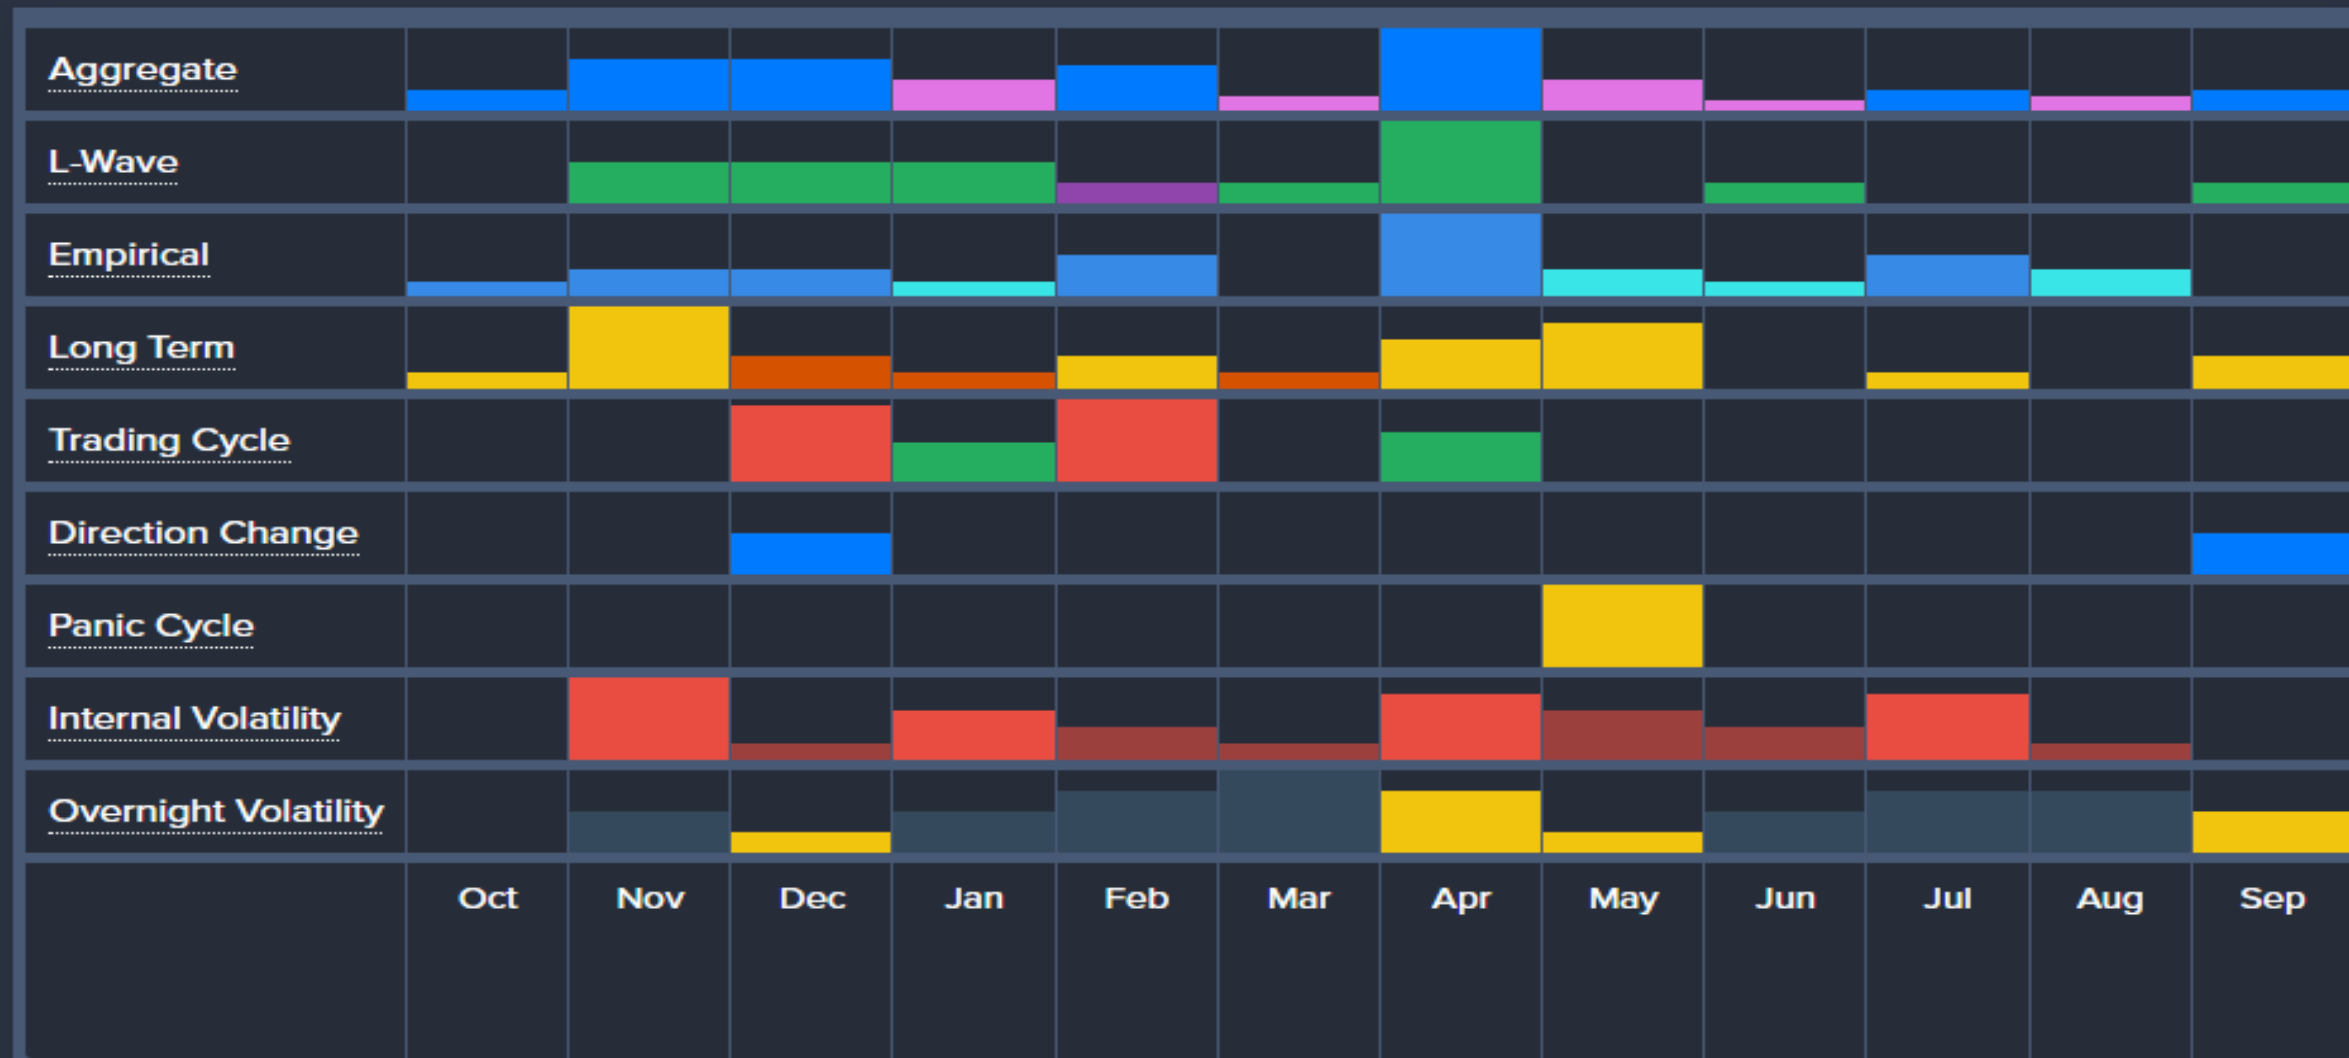 Aggregate
L-Wave
Empirical
Long Term
Trading Cycle
Direction Change
Panic Cycle
Internal Volatility
Overnight Volatility
Oct Nov Dec Jan Feb Mar Apr May Jun Jul Aug Sep